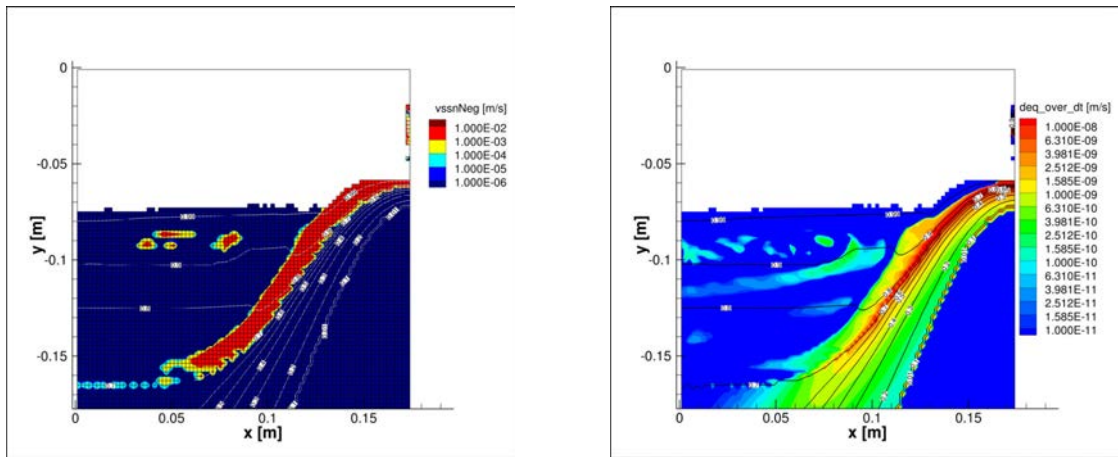 0
-0.05
-0.1
-0.15
y [m]
0
0.05
0.1
0.15
x [m]
vssnNeg [m/s]
1.000E-02
1.000E-03
1.000E-04
1.000E-05
1.000E-06
0
-0.05
-0.1
-0.15
y [m]
0
0.05
0.1
0.15
x [m]
deq_over_dt [m/s]
1.000E-08
6.310E-09
3.981E-09
2.512E-09
1.585E-09
1.000E-09
6.310E-10
3.981E-10
2.512E-10
1.585E-10
1.000E-10
6.310E-11
3.981E-11
2.512E-11
1.585E-11
1.000E-11